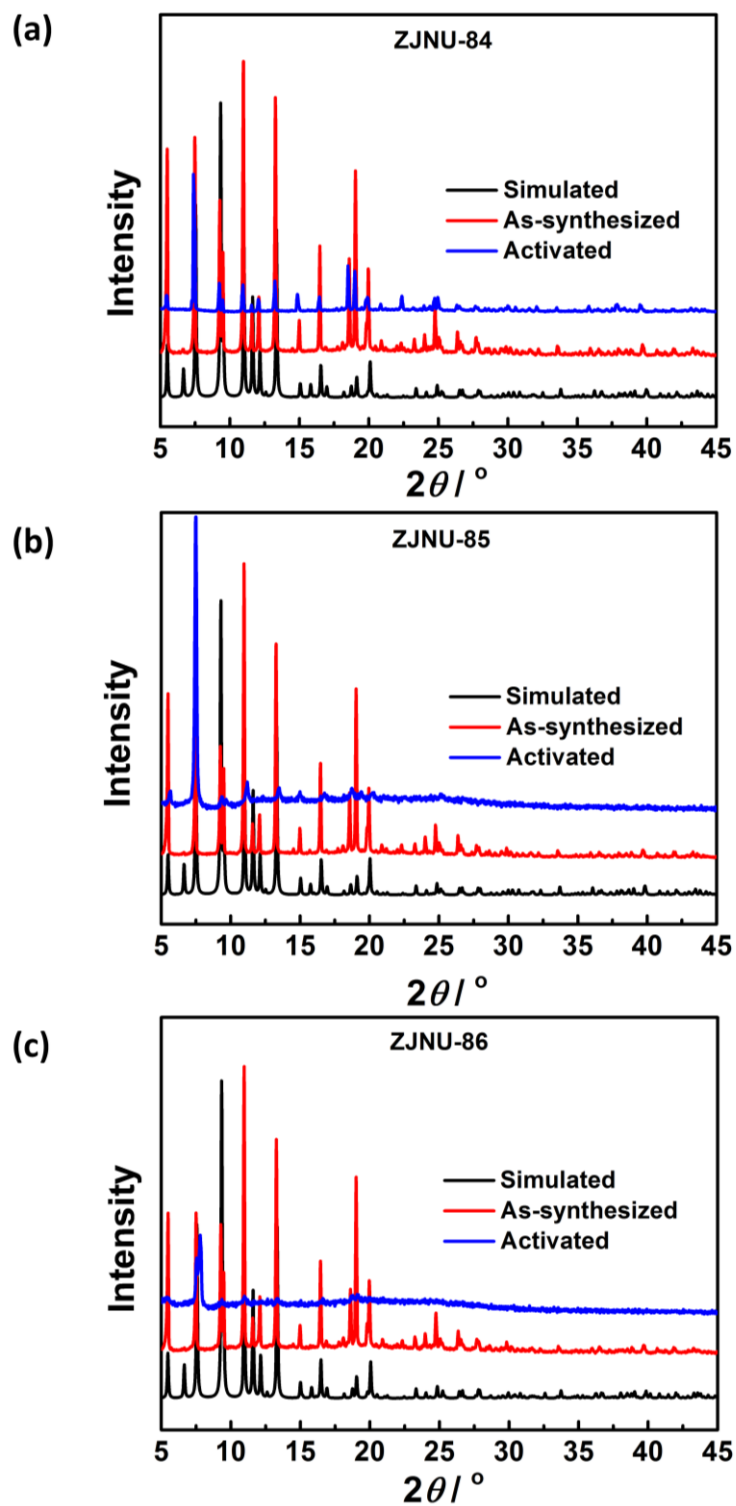 (a)
ZJNU-84
Intensity
Simulated
As-synthesized
Activated
5 10 15 20 25 30 35 40 45
2θ / °
(b)
ZJNU-85
Intensity
Simulated
As-synthesized
Activated
5 10 15 20 25 30 35 40 45
2θ / °
(c)
ZJNU-86
Intensity
Simulated
As-synthesized
Activated
5 10 15 20 25 30 35 40 45
2θ / °